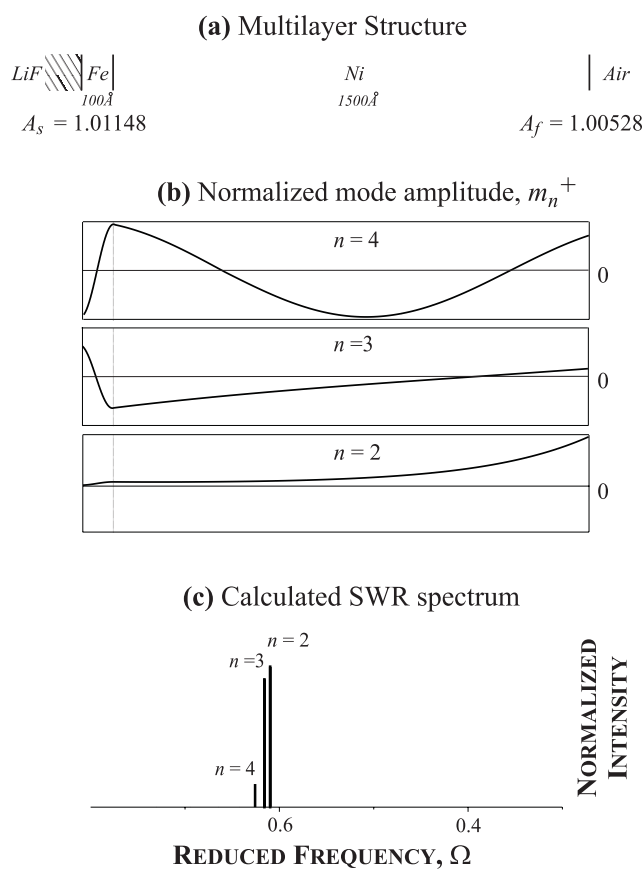 (a) Multilayer Structure
LiF Fe Ni Air
100Å 1500Å
A_s = 1.01148 A_f = 1.00528
(b) Normalized mode amplitude, m_n^+
n = 4
0
n =3
0
n = 2
0
(c) Calculated SWR spectrum
n = 2
n =3
n = 4
0.6 0.4
REDUCED FREQUENCY, Ω
NORMALIZED
INTENSITY